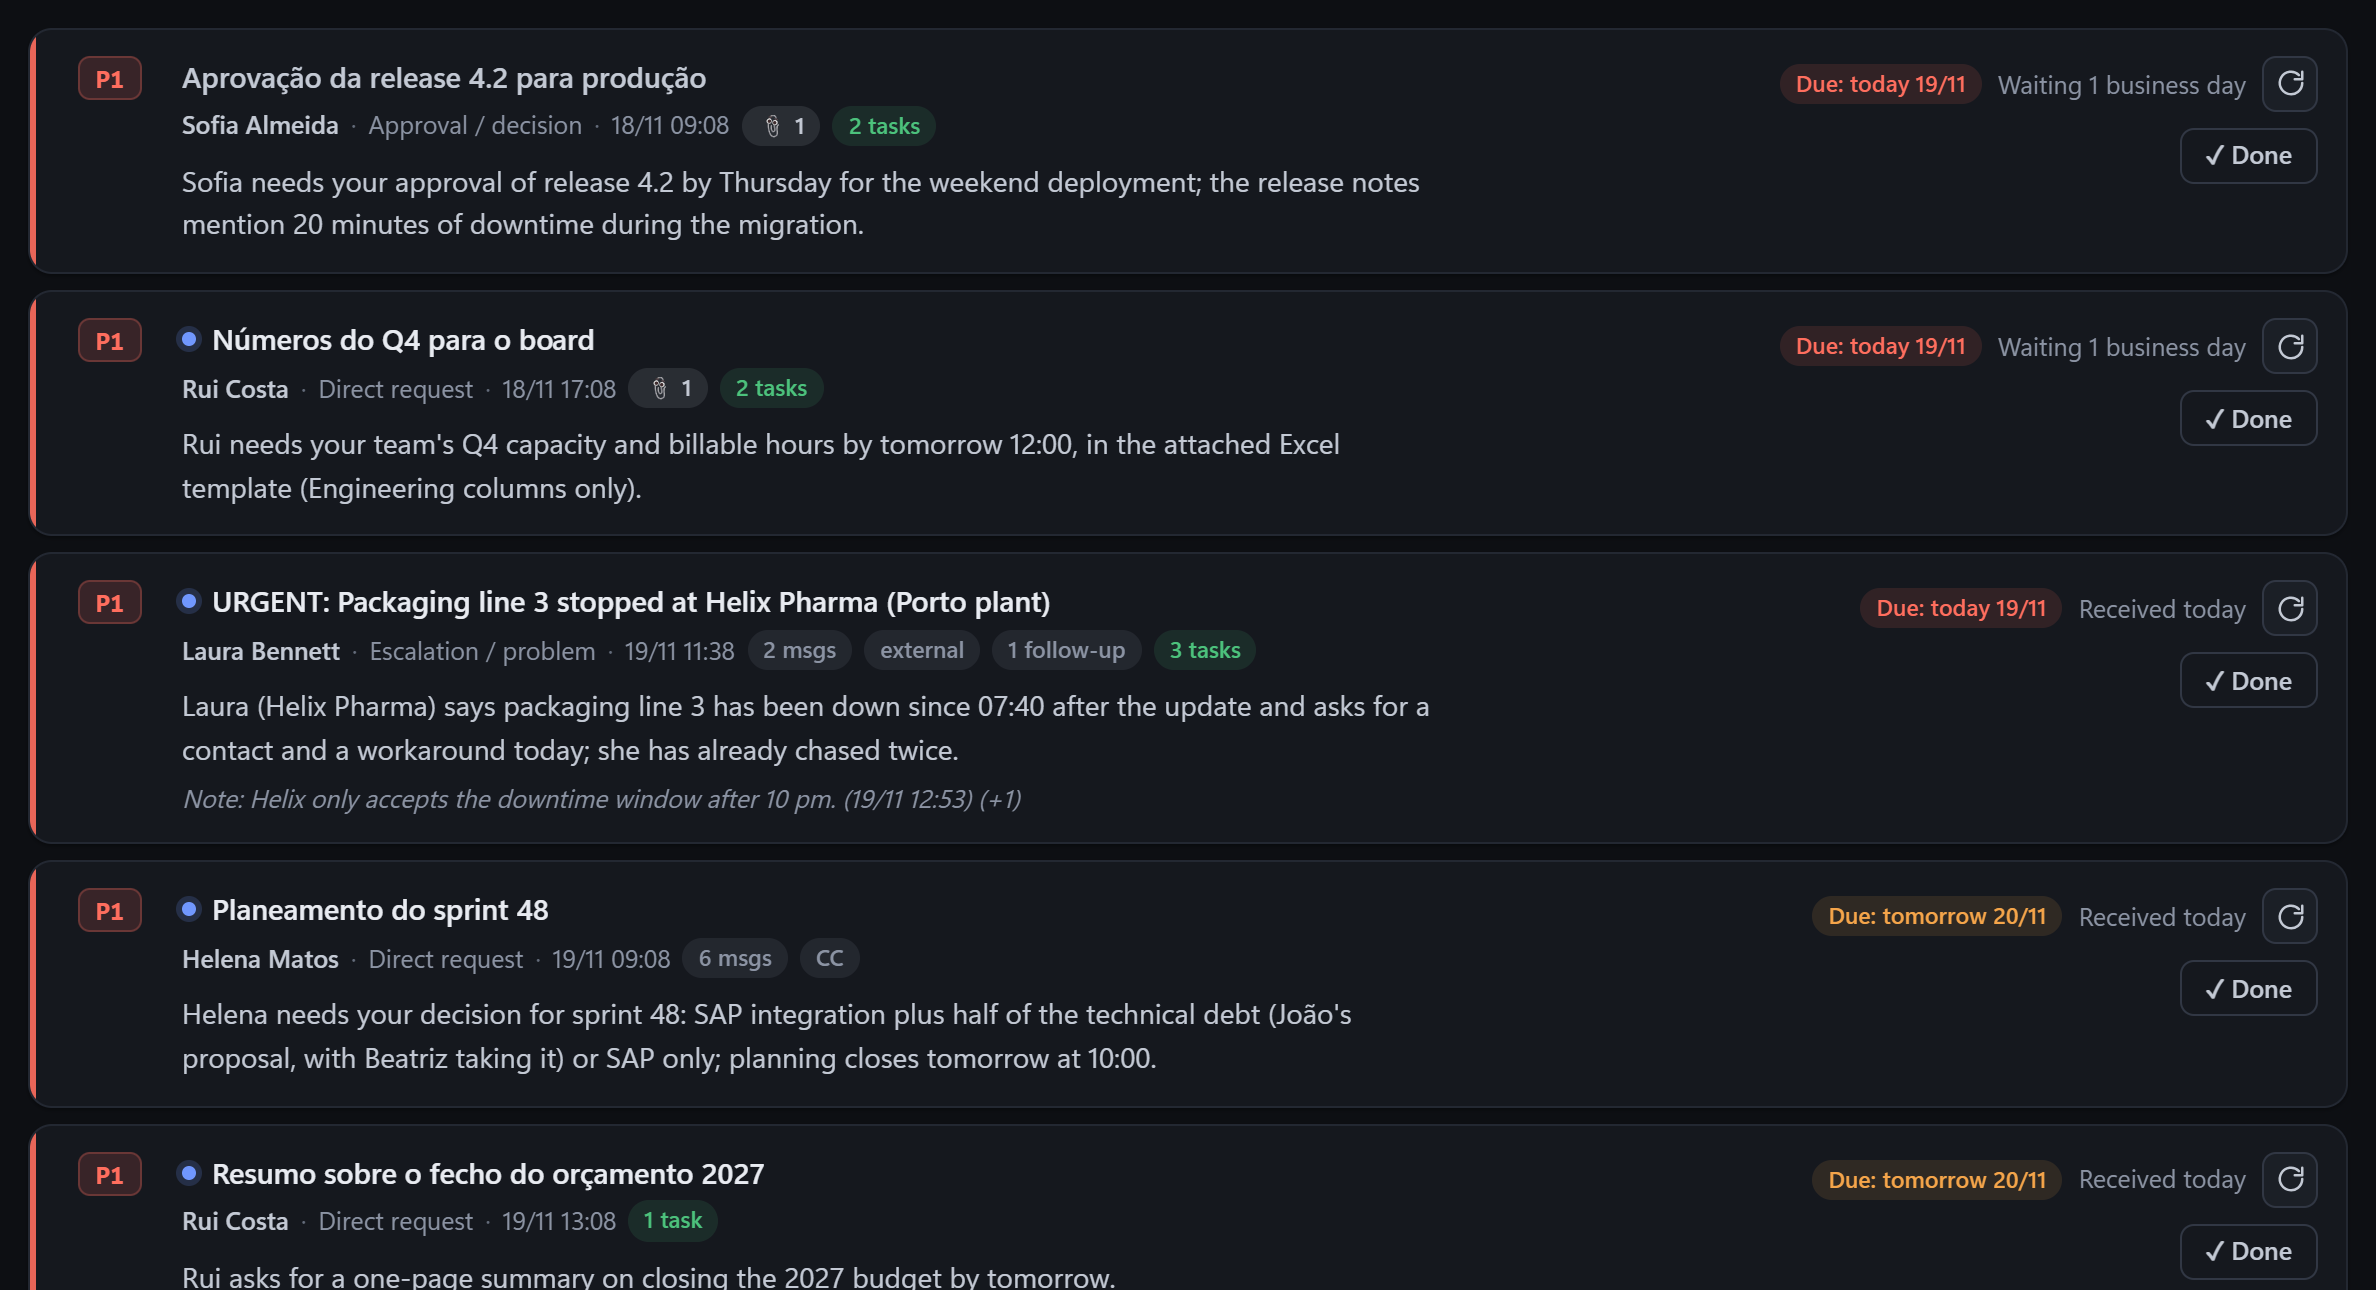 P1 Aprovação da release 4.2 para produção Due: today 19/11 Waiting 1 business day
Sofia Almeida · Approval / decision · 18/11 09:08 1 2 tasks
✓ Done
Sofia needs your approval of release 4.2 by Thursday for the weekend deployment; the release notes
mention 20 minutes of downtime during the migration.
P1 Números do Q4 para o board Due: today 19/11 Waiting 1 business day
Rui Costa · Direct request · 18/11 17:08 1 2 tasks
✓ Done
Rui needs your team's Q4 capacity and billable hours by tomorrow 12:00, in the attached Excel
template (Engineering columns only).
P1 URGENT: Packaging line 3 stopped at Helix Pharma (Porto plant) Due: today 19/11 Received today
Laura Bennett · Escalation / problem · 19/11 11:38 2 msgs external 1 follow-up 3 tasks
✓ Done
Laura (Helix Pharma) says packaging line 3 has been down since 07:40 after the update and asks for a
contact and a workaround today; she has already chased twice.
Note: Helix only accepts the downtime window after 10 pm. (19/11 12:53) (+1)
P1 Planeamento do sprint 48 Due: tomorrow 20/11 Received today
Helena Matos · Direct request · 19/11 09:08 6 msgs CC
✓ Done
Helena needs your decision for sprint 48: SAP integration plus half of the technical debt (João's
proposal, with Beatriz taking it) or SAP only; planning closes tomorrow at 10:00.
P1 Resumo sobre o fecho do orçamento 2027 Due: tomorrow 20/11 Received today
Rui Costa · Direct request · 19/11 13:08 1 task
✓ Done
Rui asks for a one-page summary on closing the 2027 budget by tomorrow.